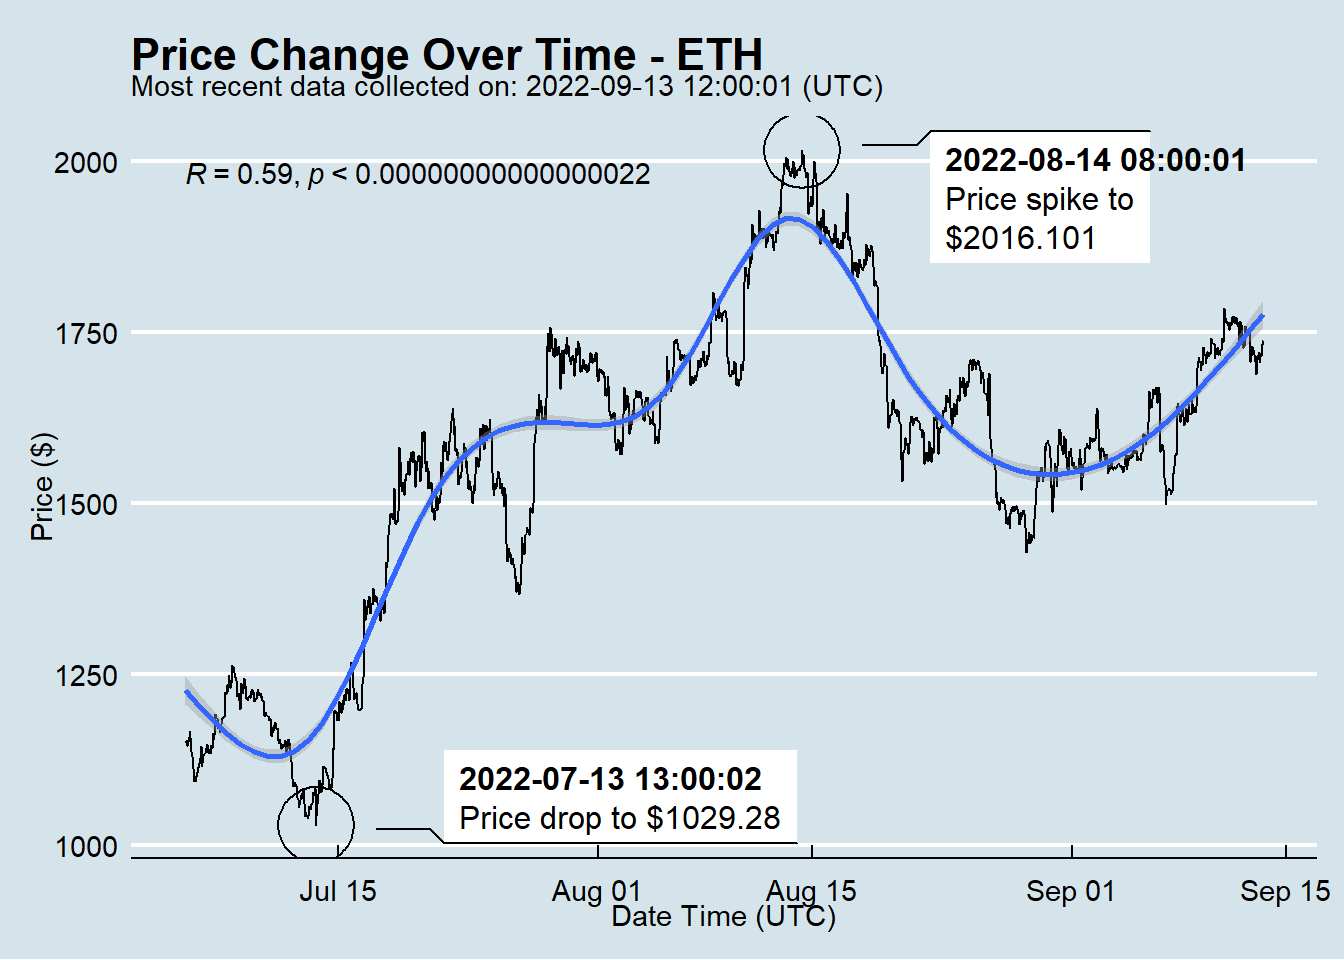 Price Change Over Time - ETH
Most recent data collected on: 2022-09-13 12:00:01 (UTC)
R = 0.59, p < 0.00000000000000022
2022-08-14 08:00:01
Price spike to
$2016.101
2022-07-13 13:00:02
Price drop to $1029.28
Price ($)
2000
1750
1500
1250
1000
Jul 15
Aug 01
Aug 15
Sep 01
Sep 15
Date Time (UTC)